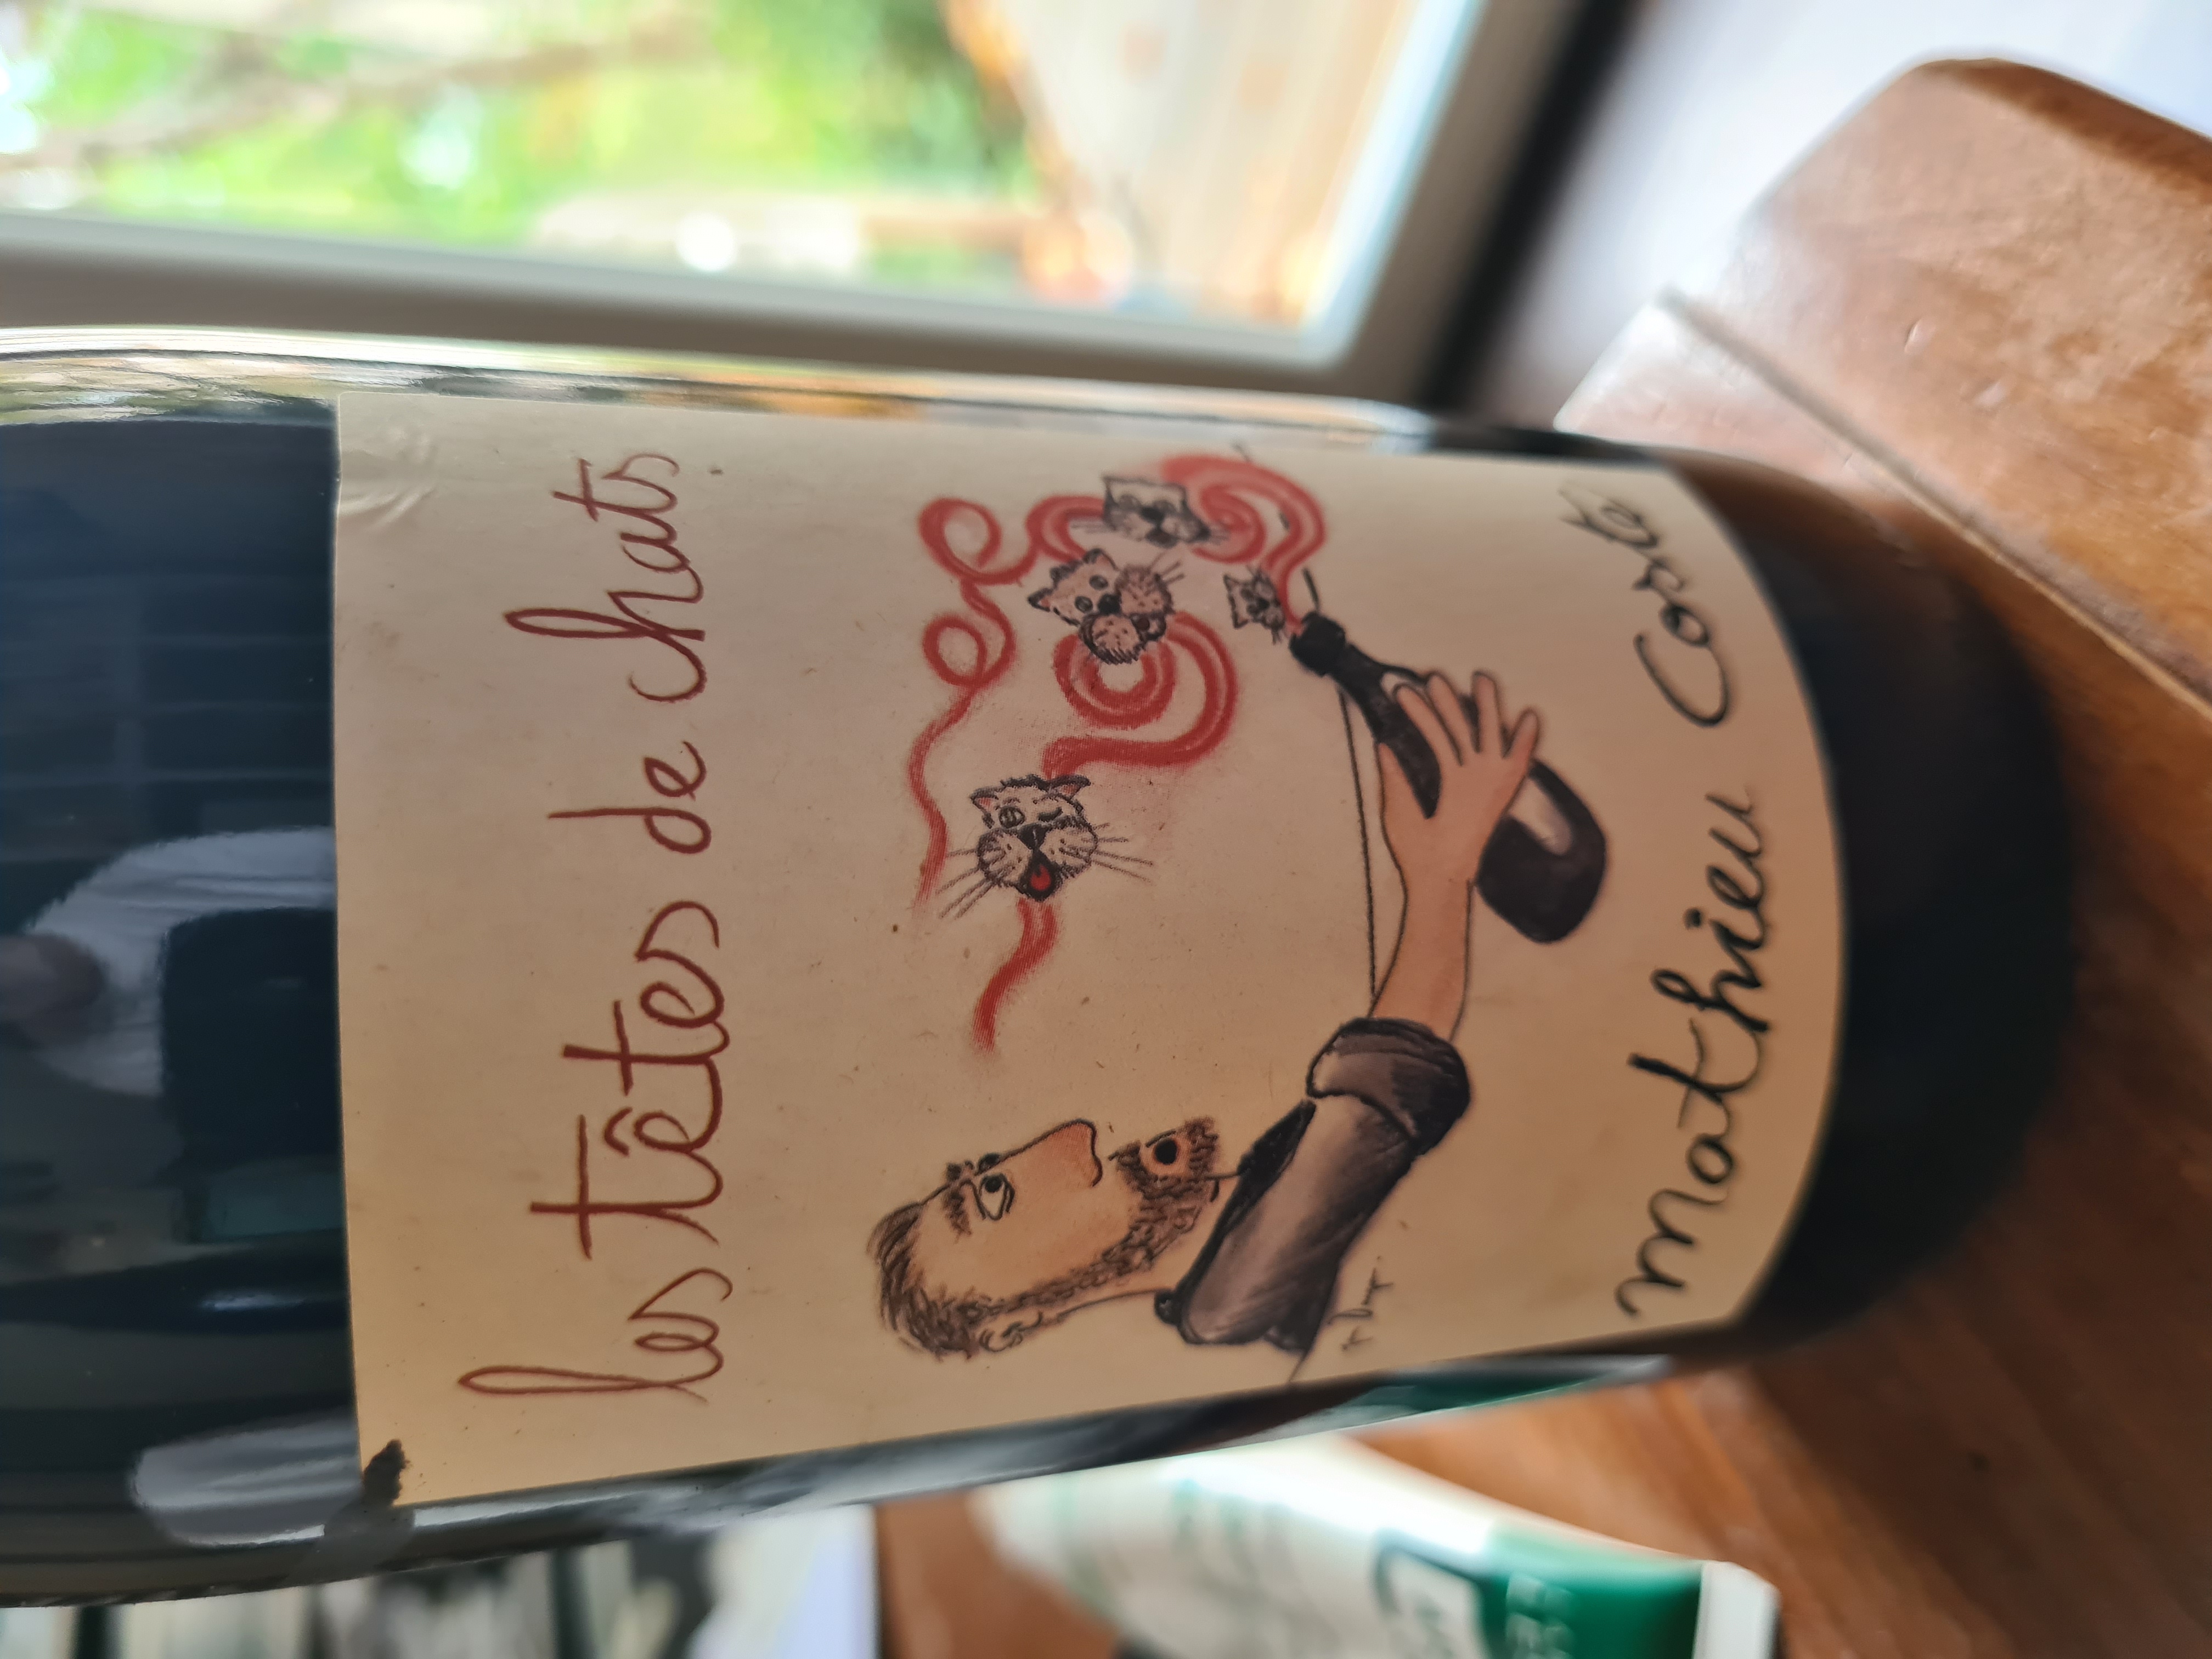 les têtes de chats
mathieu Coste